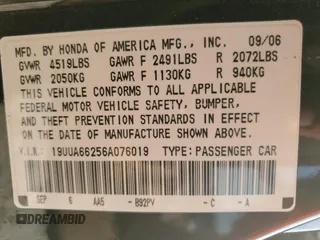 MFD. BY HONDA OF AMERICA MFG., INC. 09/06
GVWR 4519LBS GAWR F 2491LBS R 2072LBS
GVWR 2050KG GAWR F 1130KG R 940KG
THIS VEHICLE CONFORMS TO ALL APPLICABLE
FEDERAL MOTOR VEHICLE SAFETY, BUMPER,
AND THEFT PREVENTION STANDARDS IN EFFECT
ON THE DATE OF MANUFACTURE SHOWN ABOVE.
V.I.N.: 19UUA66256A076019 TYPE: PASSENGER CAR
SEP 6 AA5 - B92PV - C - A
DREAMBID